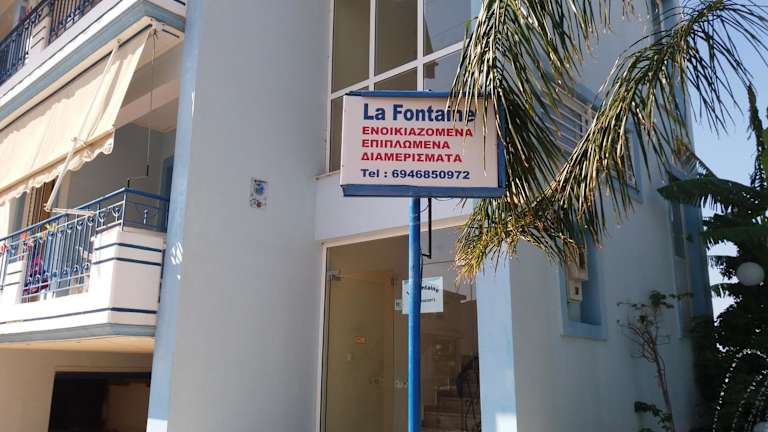 La Fontaine
ΕΝΟΙΚΙΑΖΟΜΕΝΑ
ΕΠΙΠΛΩΜΕΝΑ
ΔΙΑΜΕΡΙΣΜΑΤΑ
Tel : 6946850972